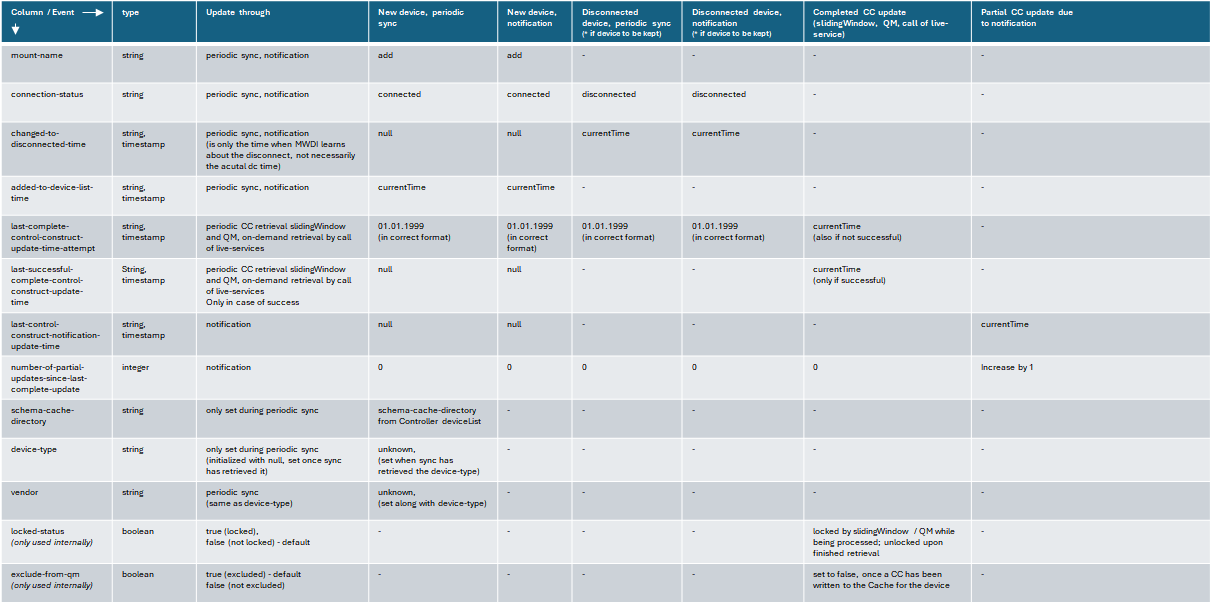 Column / Event
type
Update through
New device, periodic
sync
New device,
notification
Disconnected
device, periodic sync
(* if device to be kept)
Disconnected device,
notification
(* if device to be kept)
Completed CC update
(slidingWindow, QM, call of live-
service)
Partial CC update due
to notification
mount-name
string
periodic sync, notification
add
add
-
-
-
-
connection-status
string
periodic sync, notification
connected
connected
disconnected
disconnected
-
-
changed-to-
disconnected-time
string,
timestamp
periodic sync, notification
(is only the time when MWDI learns
about the disconnect, not necessarily
the acutal dc time)
null
null
currentTime
currentTime
-
-
added-to-device-list-
time
string,
timestamp
periodic sync, notification
currentTime
currentTime
-
-
-
-
last-complete-
control-construct-
update-time-attempt
string,
timestamp
periodic CC retrieval slidingWindow
and QM, on-demand retrieval by call
of live-services
01.01.1999
(in correct format)
01.01.1999
(in correct
format)
01.01.1999
(in correct format)
01.01.1999
(in correct format)
currentTime
(also if not successful)
-
last-successful-
complete-control-
construct-update-
time
String,
timestamp
periodic CC retrieval slidingWindow
and QM, on-demand retrieval by call
of live-services
Only in case of success
null
null
-
-
currentTime
(only if successful)
-
last-control-
construct-notification-
update-time
string,
timestamp
notification
null
null
-
-
-
currentTime
number-of-partial-
updates-since-last-
complete-update
integer
notification
0
0
0
0
0
Increase by 1
schema-cache-
directory
string
only set during periodic sync
schema-cache-directory
from Controller deviceList
-
-
-
-
-
device-type
string
only set during periodic sync
(initialized with null, set once sync
has retrieved it)
unknown,
(set when sync has
retrieved the device-type)
-
-
-
-
-
vendor
string
periodic sync
(same as device-type)
unknown,
(set along with device-type)
-
-
-
-
-
locked-status
(only used internally)
boolean
true (locked),
false (not locked) - default
-
-
-
-
locked by slidingWindow / QM while
being processed; unlocked upon
finished retrieval
-
exclude-from-qm
(only used internally)
boolean
true (excluded) - default
false (not excluded)
-
-
-
-
set to false, once a CC has been
written to the Cache for the device
-